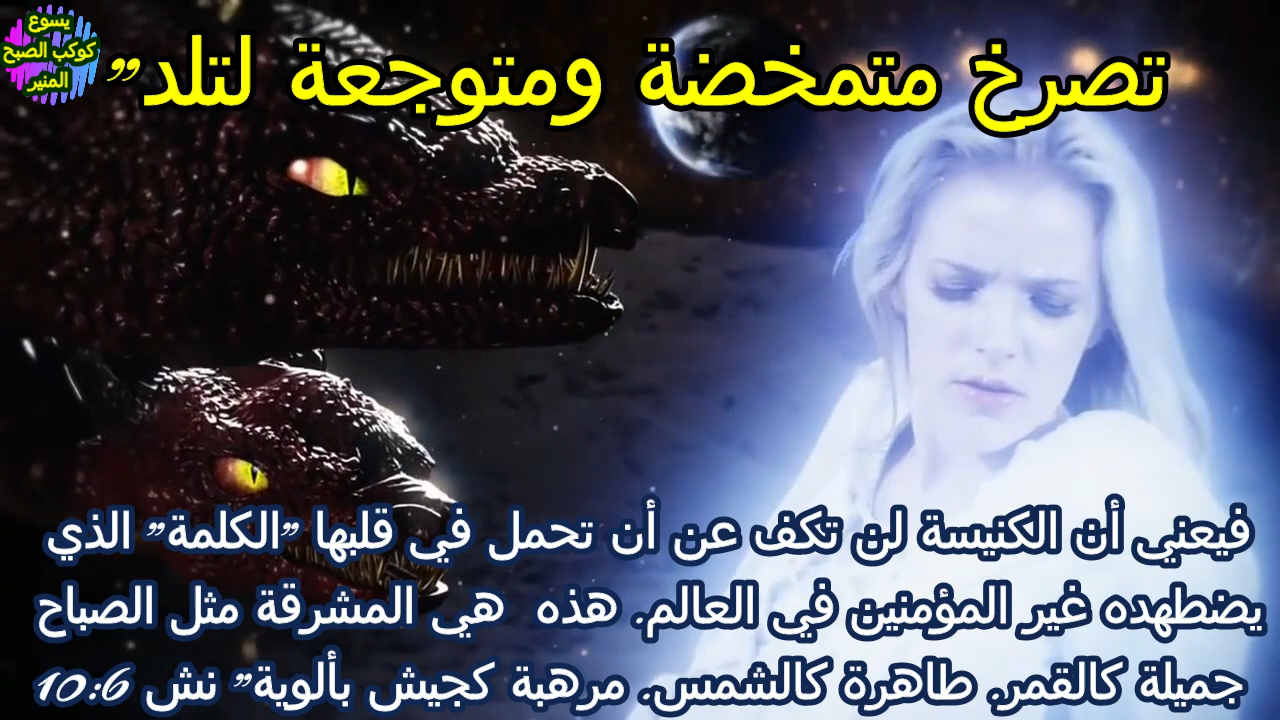 يسوع
كوكب الصبح
المنير
تصرخ متمخضة ومتوجعة لتلد”
فيعني أن الكنيسة لن تكف عن أن تحمل في قلبها ”الكلمة” الذي
يضطهده غير المؤمنين في العالم. هذه هي المشرقة مثل الصباح
جميلة كالقمر. طاهرة كالشمس. مرهبة كجيش بألوية” نش 10:6